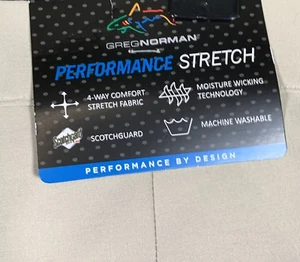 GREGNORMAN
PERFORMANCE STRETCH
4-WAY COMFORT
STRETCH FABRIC
MOISTURE WICKING
TECHNOLOGY
SCOTCHGUARD
MACHINE WASHABLE
PERFORMANCE BY DESIGN